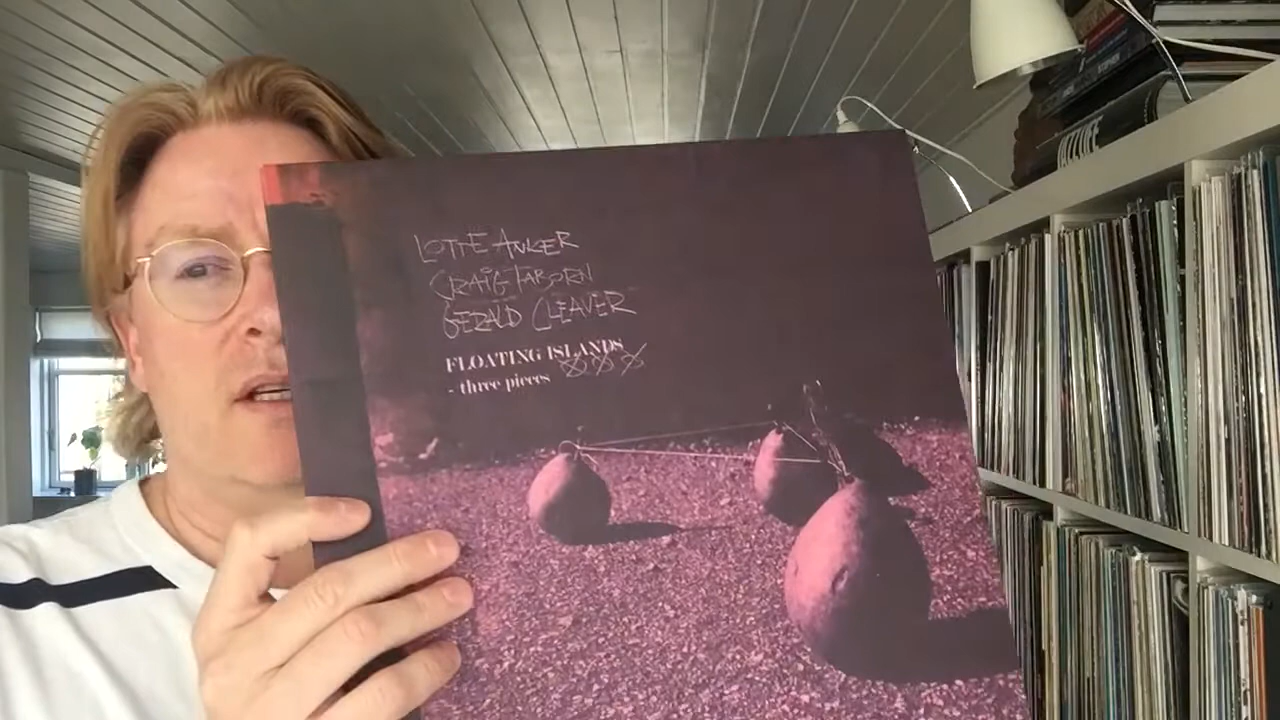 LOTTE ANKER
CRAIG TABORN
GERALD CLEAVER
FLOATING ISLANDS
- three pieces